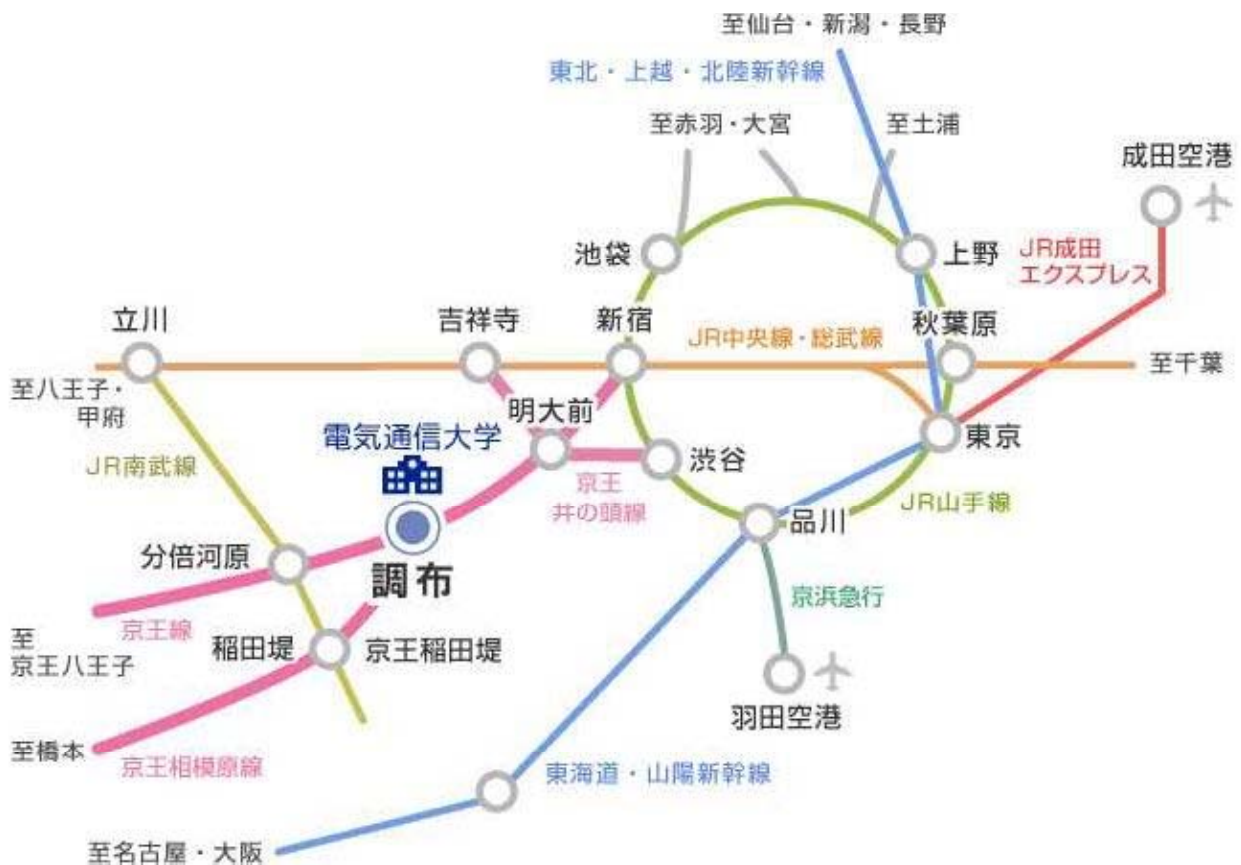 至仙台・新潟・長野
東北・上越・北陸新幹線
至赤羽・大宮
至土浦
成田空港
池袋
上野
JR成田
エクスプレス
立川
吉祥寺
新宿
JR中央線・総武線
秋葉原
至千葉
至八王子・
甲府
明大前
電気通信大学
渋谷
東京
JR南武線
京王
井の頭線
JR山手線
品川
分倍河原
調布
京浜急行
京王線
至
京王八王子
稲田堤
京王稲田堤
羽田空港
至橋本
京王相模原線
東海道・山陽新幹線
至名古屋・大阪